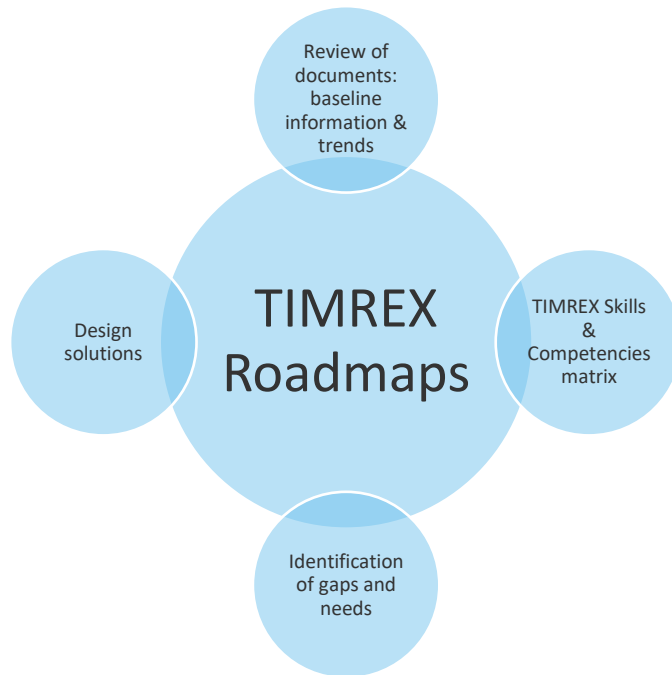 Review of
documents:
baseline
information &
trends
TIMREX
Roadmaps
Design
solutions
TIMREX Skills
&
Competencies
matrix
Identification
of gaps and
needs